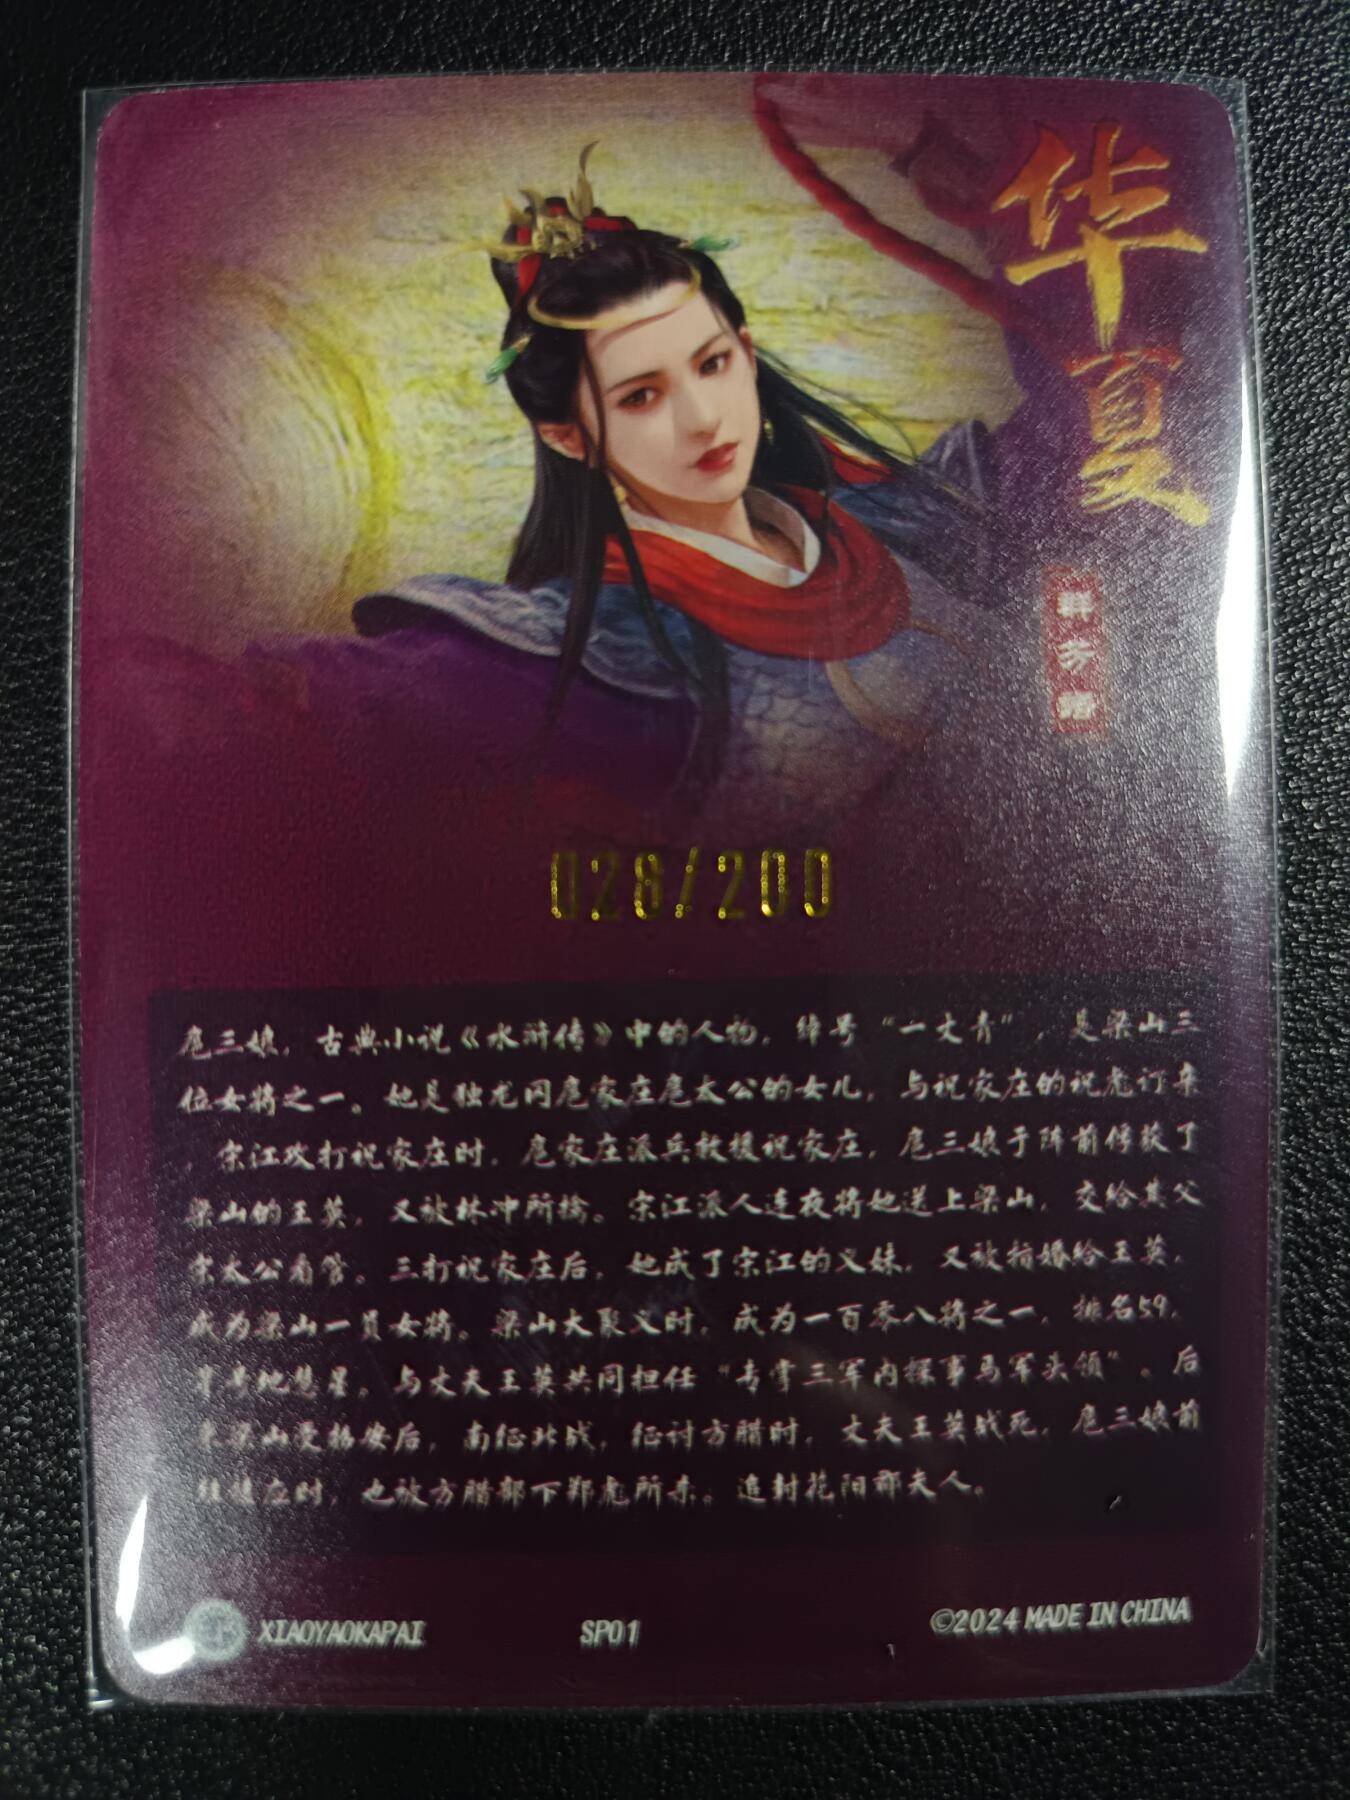 华夏
群芳谱
028/200
扈三娘，古典小说《水浒传》中的人物，绰号“一丈青”，是梁山三
位女将之一。她是独龙冈扈家庄扈太公的女儿，与祝家庄的祝彪订亲
，宋江攻打祝家庄时，扈家庄派兵救援祝家庄，扈三娘于阵前俘获了
梁山的王英，又被林冲所擒。宋江派人连夜将她送上梁山，交给其父
宋太公看管。三打祝家庄后，她成了宋江的义妹，又被指婚给王英，
成为梁山一员女将。梁山大聚义时，成为一百零八将之一，排名59，
星号地慧星。与丈夫王英共同担任“专掌三军内探事马军头领”。后
来梁山受招安后，南征北战，征讨方腊时，丈夫王英战死，扈三娘前
往接应时，也被方腊部下郑彪所杀。追封花阳郡夫人。
XIAOYAOKAPAI
SP01
©2024 MADE IN CHINA